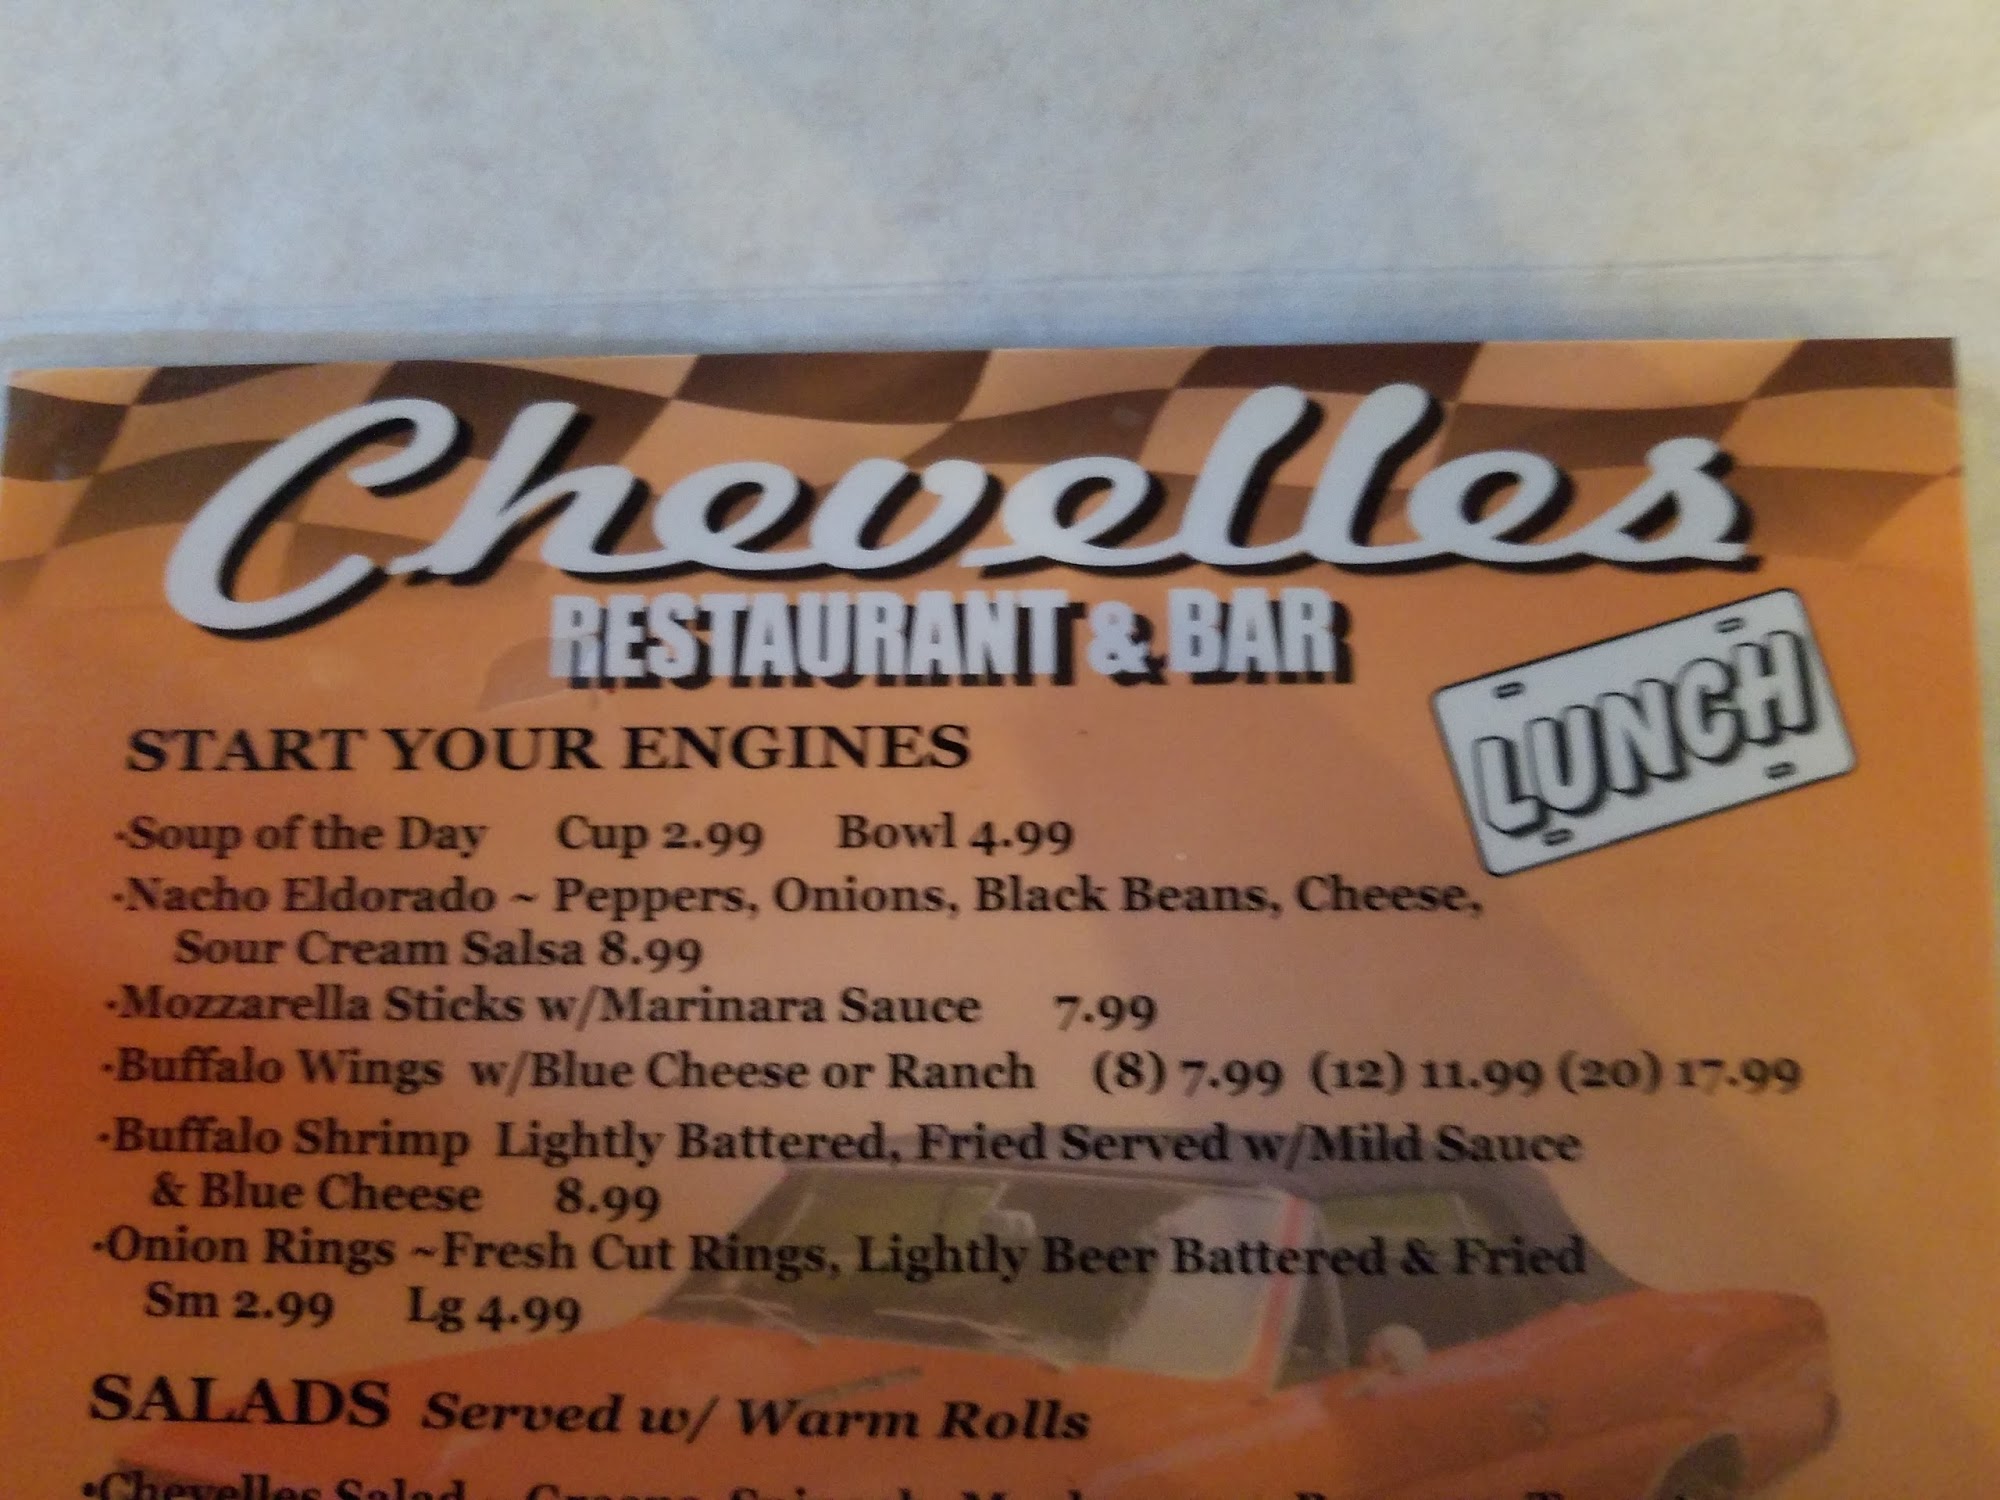 Chevelles
RESTAURANT & BAR
LUNCH
START YOUR ENGINES
·Soup of the Day Cup 2.99 Bowl 4.99
·Nacho Eldorado ~ Peppers, Onions, Black Beans, Cheese,
Sour Cream Salsa 8.99
·Mozzarella Sticks w/Marinara Sauce 7.99
·Buffalo Wings w/Blue Cheese or Ranch (8) 7.99 (12) 11.99 (20) 17.99
·Buffalo Shrimp Lightly Battered, Fried Served w/Mild Sauce
& Blue Cheese 8.99
·Onion Rings ~Fresh Cut Rings, Lightly Beer Battered & Fried
Sm 2.99 Lg 4.99
SALADS Served w/ Warm Rolls
·Chevelles Salad